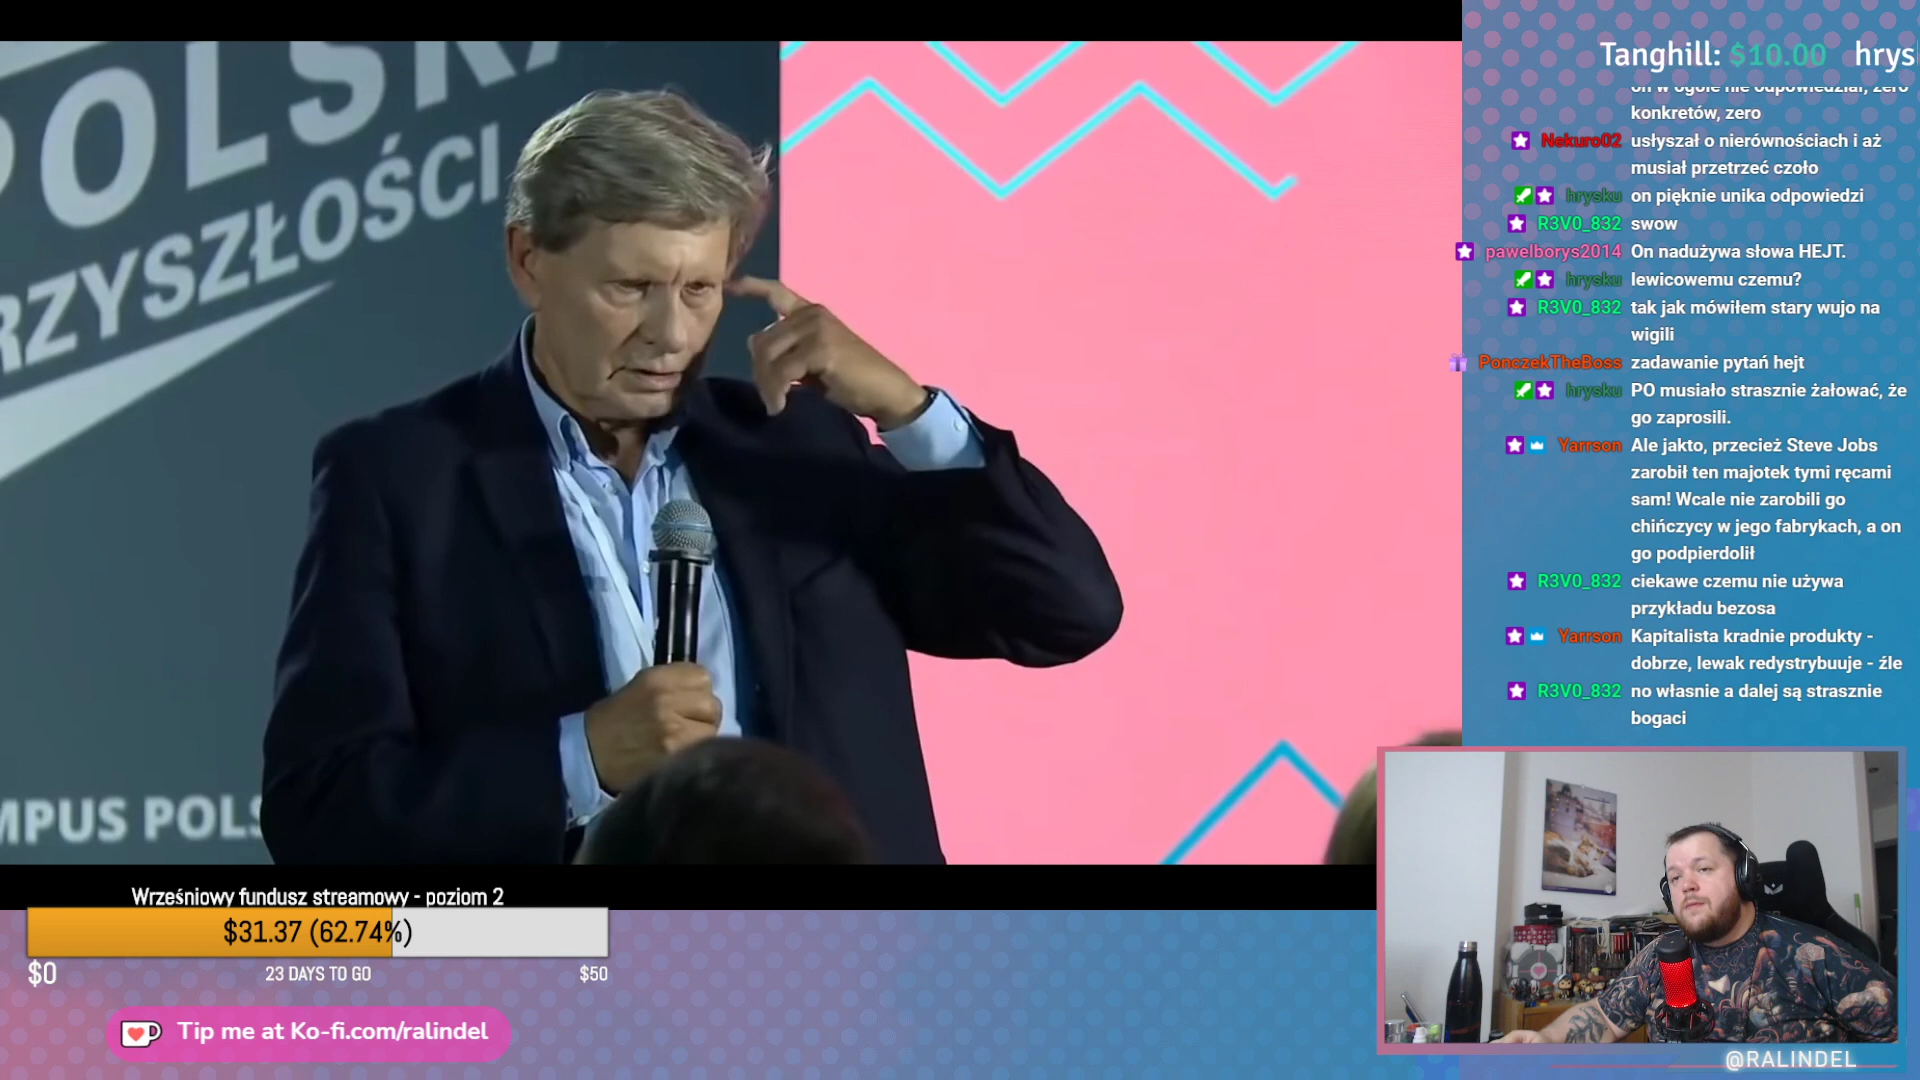 POLSKA
RZYSZŁOŚCI
MPUS POLS
Tanghill: $10.00 hrys
on w ogóle nie odpowiedział, zero
konkretów, zero
Nekuro02 usłyszał o nierównościach i aż
musiał przetrzeć czoło
hrysku on pięknie unika odpowiedzi
R3V0_832 swow
pawelborys2014 On nadużywa słowa HEJT.
hrysku lewicowemu czemu?
R3V0_832 tak jak mówiłem stary wujo na
wigili
PonczekTheBoss zadawanie pytań hejt
hrysku PO musiało strasznie żałować, że
go zaprosili.
Yarrson Ale jakto, przecież Steve Jobs
zarobił ten majotek tymi ręcami
sam! Wcale nie zarobili go
chińczycy w jego fabrykach, a on
go podpierdolił
R3V0_832 ciekawe czemu nie używa
przykładu bezosa
Yarrson Kapitalista kradnie produkty -
dobrze, lewak redystrybuuje - źle
R3V0_832 no własnie a dalej są strasznie
bogaci
Wrześniowy fundusz streamowy - poziom 2
$31.37 (62.74%)
$0 23 DAYS TO GO $50
Tip me at Ko-fi.com/ralindel
@RALINDEL